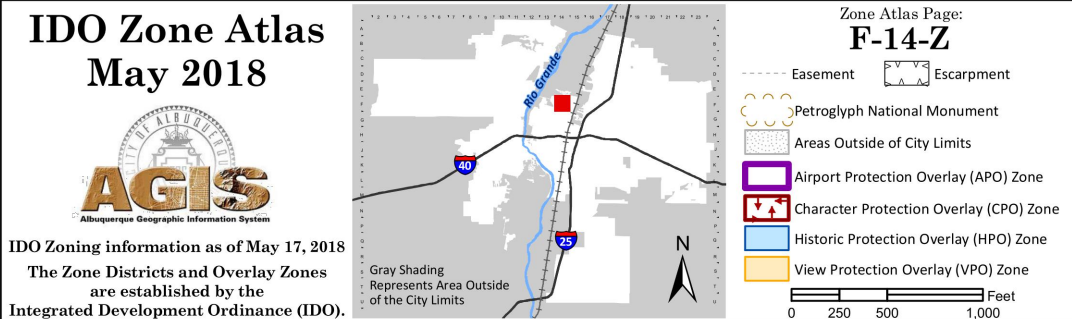 IDO Zone Atlas
May 2018
CITY OF ALBUQUERQUE
AGIS
Albuquerque Geographic Information System
IDO Zoning information as of May 17, 2018
The Zone Districts and Overlay Zones
are established by the
Integrated Development Ordinance (IDO).
Rio Grande
40
25
Gray Shading
Represents Area Outside
of the City Limits
N
Zone Atlas Page:
F-14-Z
Easement
Escarpment
Petroglyph National Monument
Areas Outside of City Limits
Airport Protection Overlay (APO) Zone
Character Protection Overlay (CPO) Zone
Historic Protection Overlay (HPO) Zone
View Protection Overlay (VPO) Zone
Feet
0 250 500 1,000